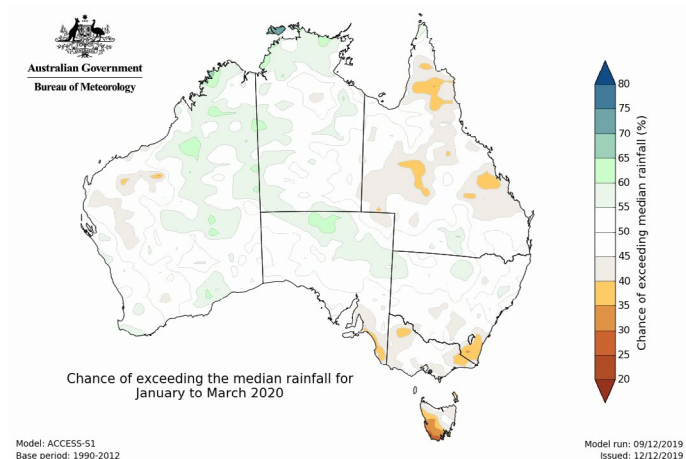 Australian Government
Bureau of Meteorology
80
75
70
65
60
55
50
45
40
35
30
25
20
Chance of exceeding median rainfall (%)
Chance of exceeding the median rainfall for
January to March 2020
Model: ACCESS-S1
Base period: 1990-2012
Model run: 09/12/2019
Issued: 12/12/2019